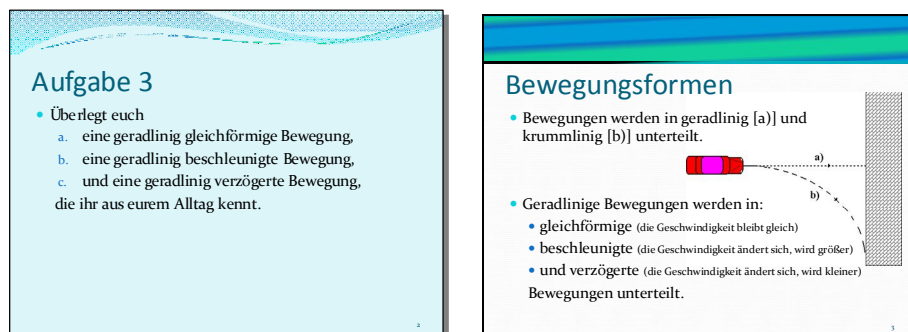 Aufgabe 3
Überlegt euch
a. eine geradlinig gleichförmige Bewegung,
b. eine geradlinig beschleunigte Bewegung,
c. und eine geradlinig verzögerte Bewegung,
die ihr aus eurem Alltag kennt.
2
Bewegungsformen
Bewegungen werden in geradlinig [a)] und
krummlinig [b)] unterteilt.
a)
b)
Geradlinige Bewegungen werden in:
gleichförmige (die Geschwindigkeit bleibt gleich)
beschleunigte (die Geschwindigkeit ändert sich, wird größer)
und verzögerte (die Geschwindigkeit ändert sich, wird kleiner)
Bewegungen unterteilt.
3